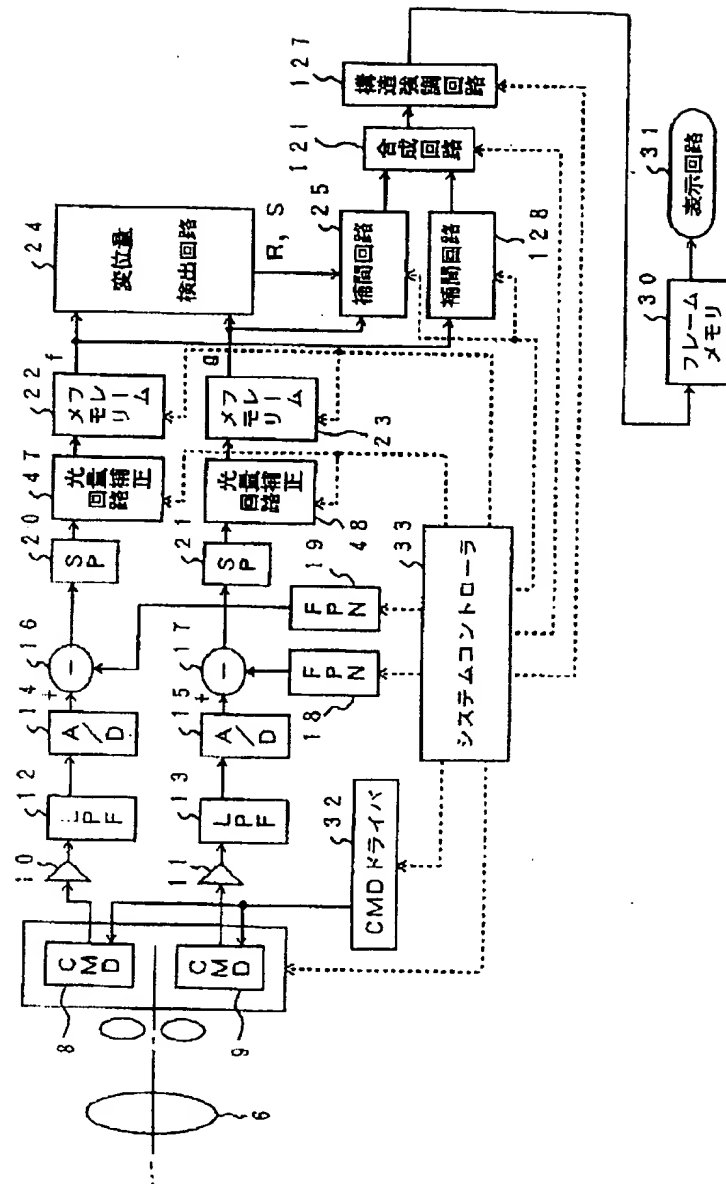 6
8
CMD
9
CMD
10
11
12
LPF
13
LPF
14
A/D
15
A/D
+
16
−
+
17
−
18
FPN
19
FPN
20
SP
21
SP
47
光量補正
回路
48
光量補正
回路
22
フレーム
メモリ
23
フレーム
メモリ
f
g
24
変位量
検出回路
R, S
25
補間回路
128
補間回路
121
合成回路
127
構造強調回路
32
CMDドライバ
33
システムコントローラ
30
フレーム
メモリ
31
表示回路